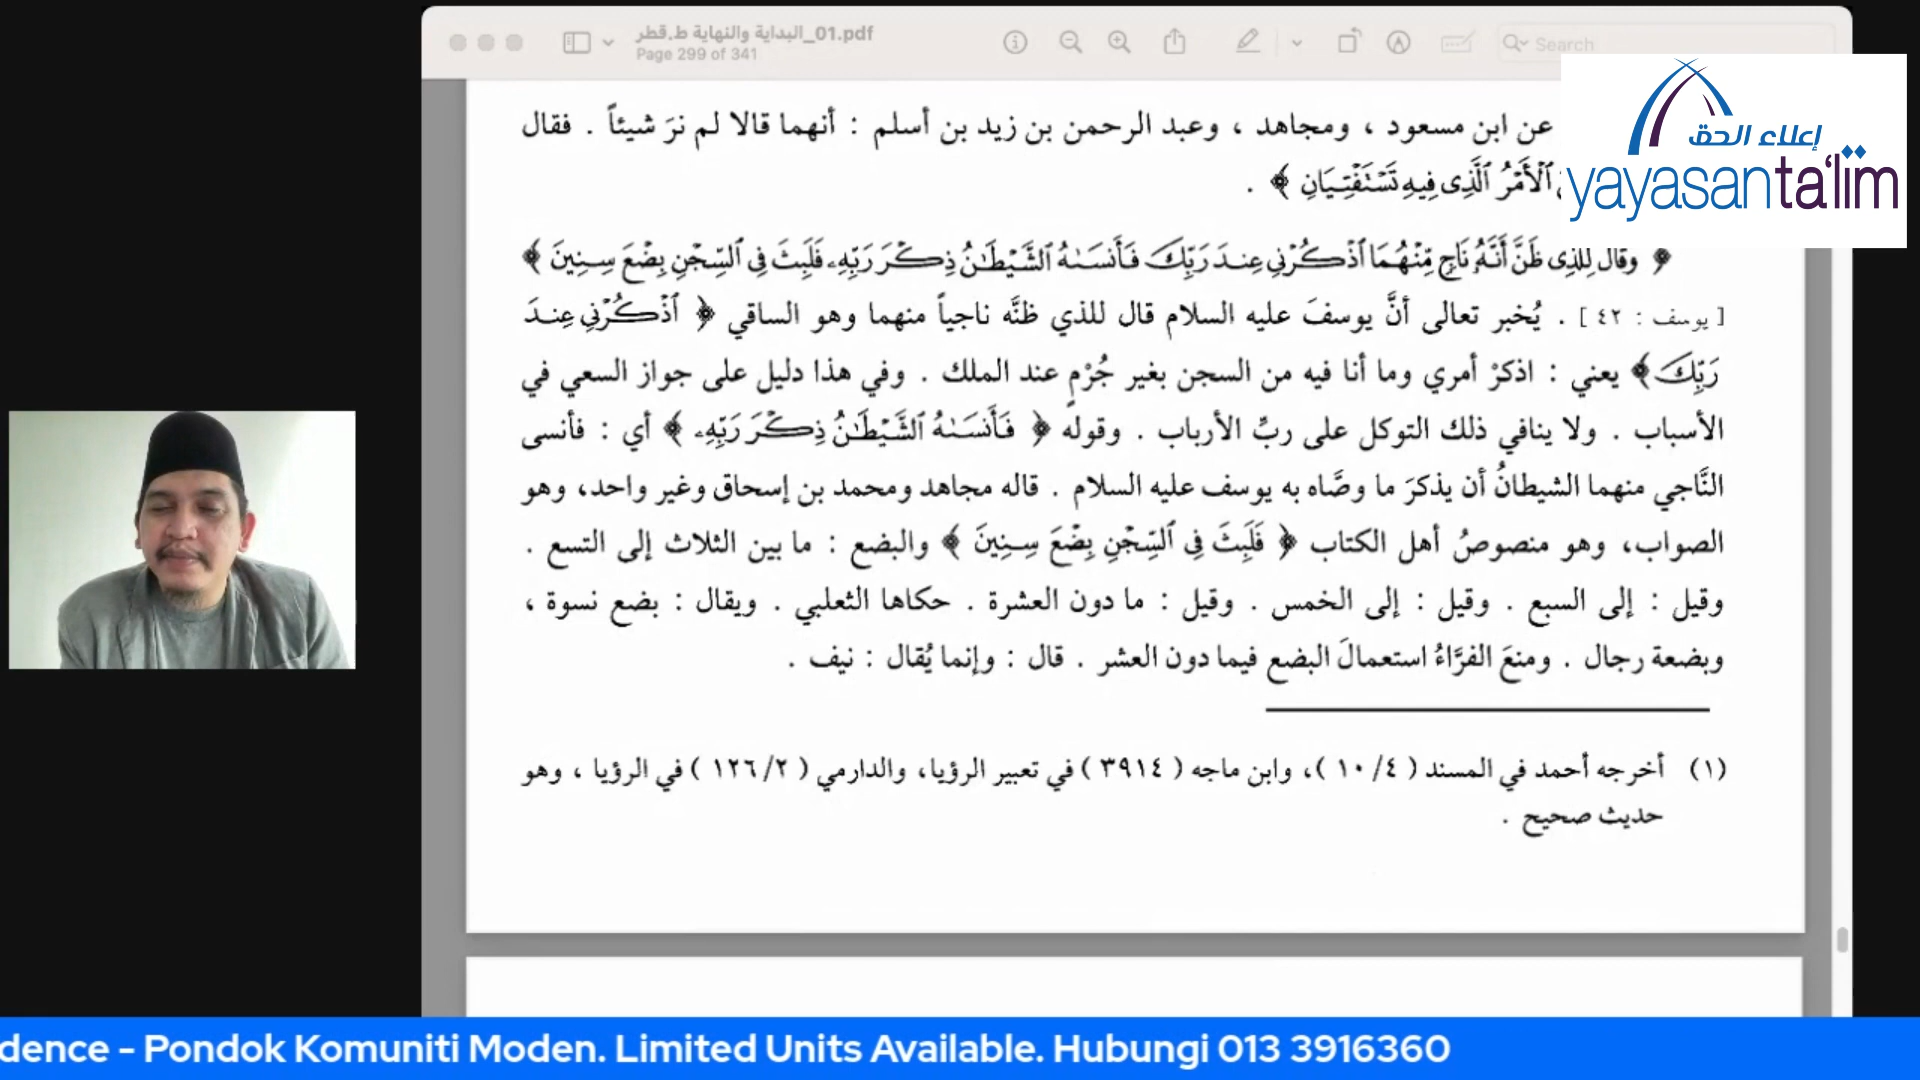 البداية والنهاية ط.قطر_01.pdf
Page 299 of 341
Search
إعلاء الحق
yayasanta'lim
عن ابن مسعود ، ومجاهد ، وعبد الرحمن بن زيد بن أسلم : أنهما قالا لم نرَ شيئاً . فقال
ٱلْأَمْرُ ٱلَّذِى فِيهِ تَسْتَفْتِيَانِ ﴾ .
﴿ وَقَالَ لِلَّذِى ظَنَّ أَنَّهُۥ نَاجٍ مِّنْهُمَا ٱذْكُرْنِى عِندَ رَبِّكَ فَأَنسَىٰهُ ٱلشَّيْطَـٰنُ ذِكْرَ رَبِّهِۦ فَلَبِثَ فِى ٱلسِّجْنِ بِضْعَ سِنِينَ ﴾
[ يوسف : ٤٢ ] . يُخبر تعالى أنَّ يوسفَ عليه السلام قال للذي ظنَّه ناجياً منهما وهو الساقي ﴿ ٱذْكُرْنِى عِندَ
رَبِّكَ ﴾ يعني : اذكرْ أمري وما أنا فيه من السجن بغير جُرْمٍ عند الملك . وفي هذا دليل على جواز السعي في
الأسباب . ولا ينافي ذلك التوكل على ربِّ الأرباب . وقوله ﴿ فَأَنسَىٰهُ ٱلشَّيْطَـٰنُ ذِكْرَ رَبِّهِۦ ﴾ أي : فأنسى
النَّاجي منهما الشيطانُ أن يذكرَ ما وصَّاه به يوسف عليه السلام . قاله مجاهد ومحمد بن إسحاق وغير واحد، وهو
الصواب، وهو منصوصُ أهل الكتاب ﴿ فَلَبِثَ فِى ٱلسِّجْنِ بِضْعَ سِنِينَ ﴾ والبضع : ما بين الثلاث إلى التسع .
وقيل : إلى السبع . وقيل : إلى الخمس . وقيل : ما دون العشرة . حكاها الثعلبي . ويقال : بضع نسوة ،
وبضعة رجال . ومنعَ الفرَّاءُ استعمالَ البضع فيما دون العشر . قال : وإنما يُقال : نيف .
(١) أخرجه أحمد في المسند ( ٤/ ١٠ )، وابن ماجه ( ٣٩١٤ ) في تعبير الرؤيا، والدارمي ( ٢/ ١٢٦ ) في الرؤيا ، وهو
حديث صحيح .
dence - Pondok Komuniti Moden. Limited Units Available. Hubungi 013 3916360